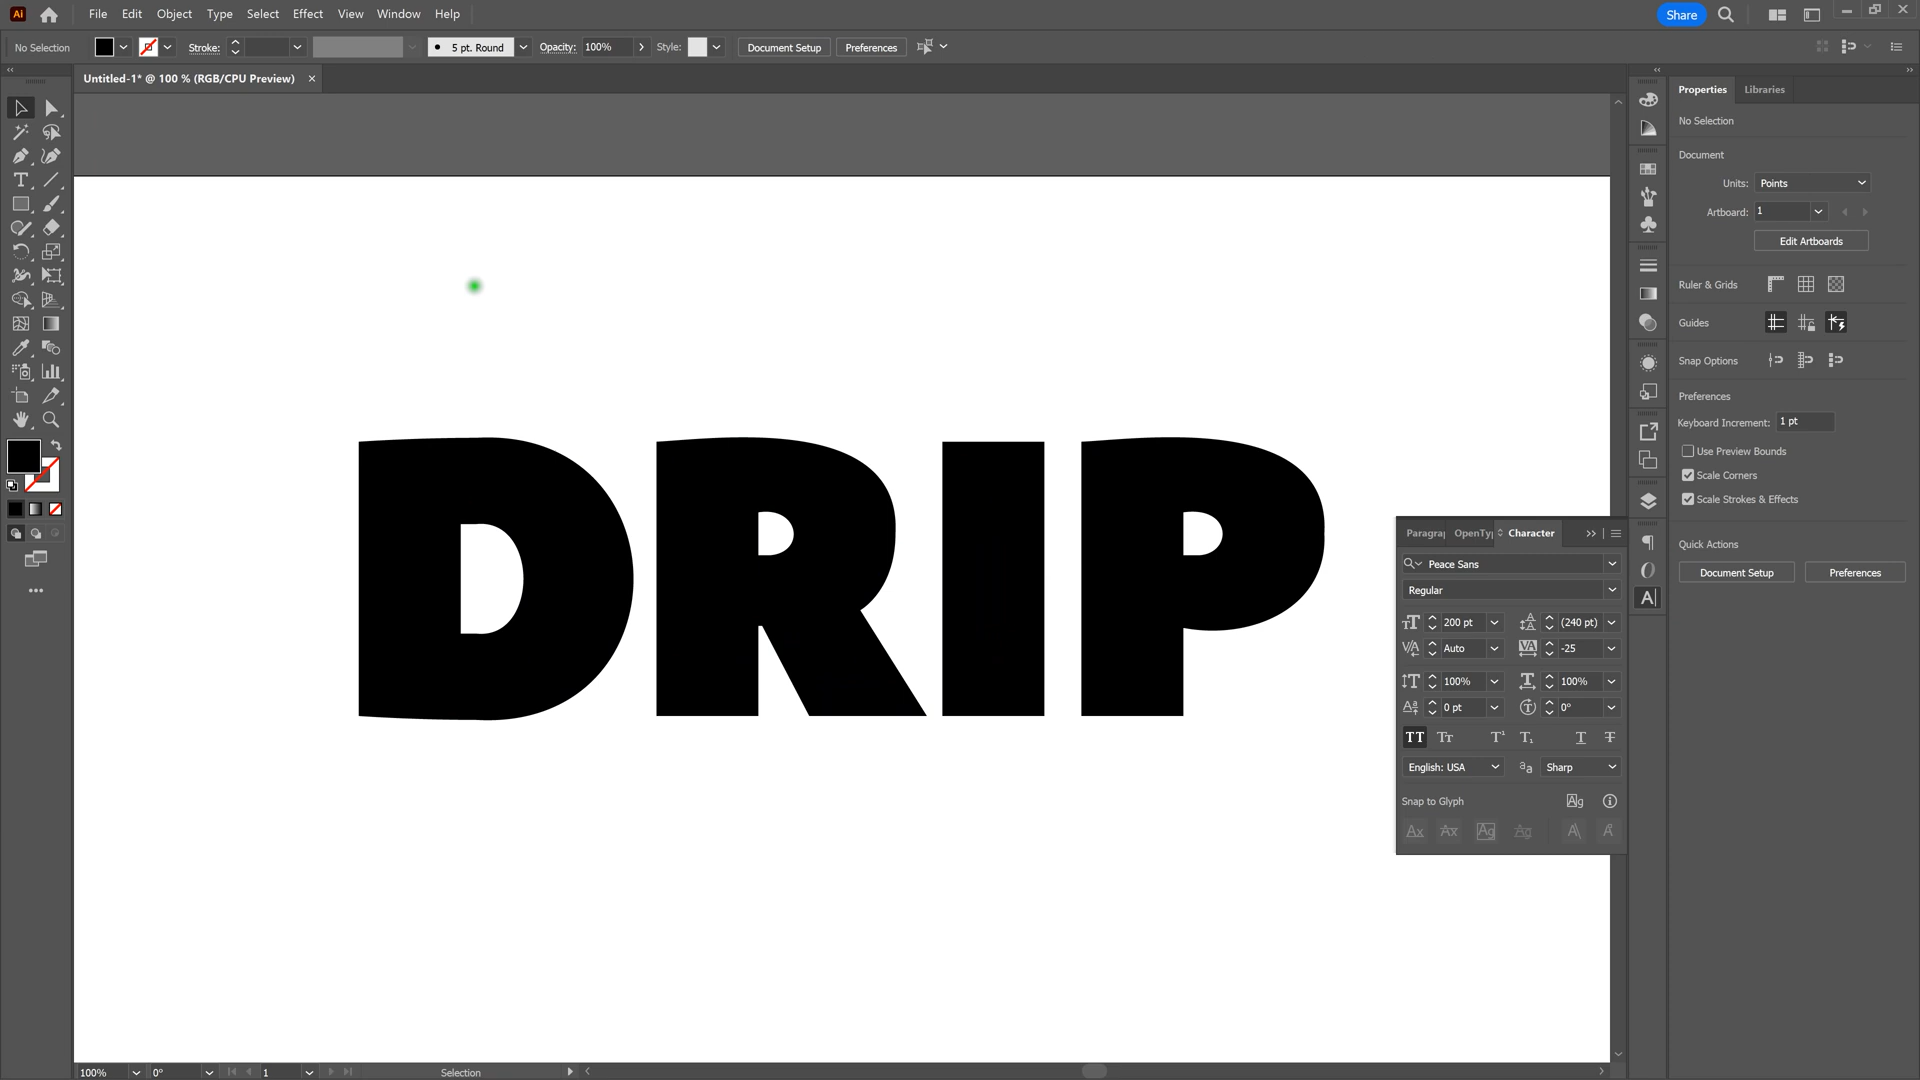 Ai File Edit Object Type Select Effect View Window Help Share
No Selection Stroke: 5 pt. Round Opacity: 100% Style: Document Setup Preferences
Untitled-1* @ 100 % (RGB/CPU Preview) ×
DRIP
Properties Libraries
No Selection
Document
Units: Points
Artboard: 1
Edit Artboards
Ruler & Grids
Guides
Snap Options
Preferences
Keyboard Increment: 1 pt
Use Preview Bounds
Scale Corners
Scale Strokes & Effects
Quick Actions
Document Setup Preferences
Paragra OpenTy Character
Peace Sans
Regular
200 pt (240 pt)
Auto -25
100% 100%
0 pt 0°
English: USA Sharp
Snap to Glyph
100% 0° 1 Selection